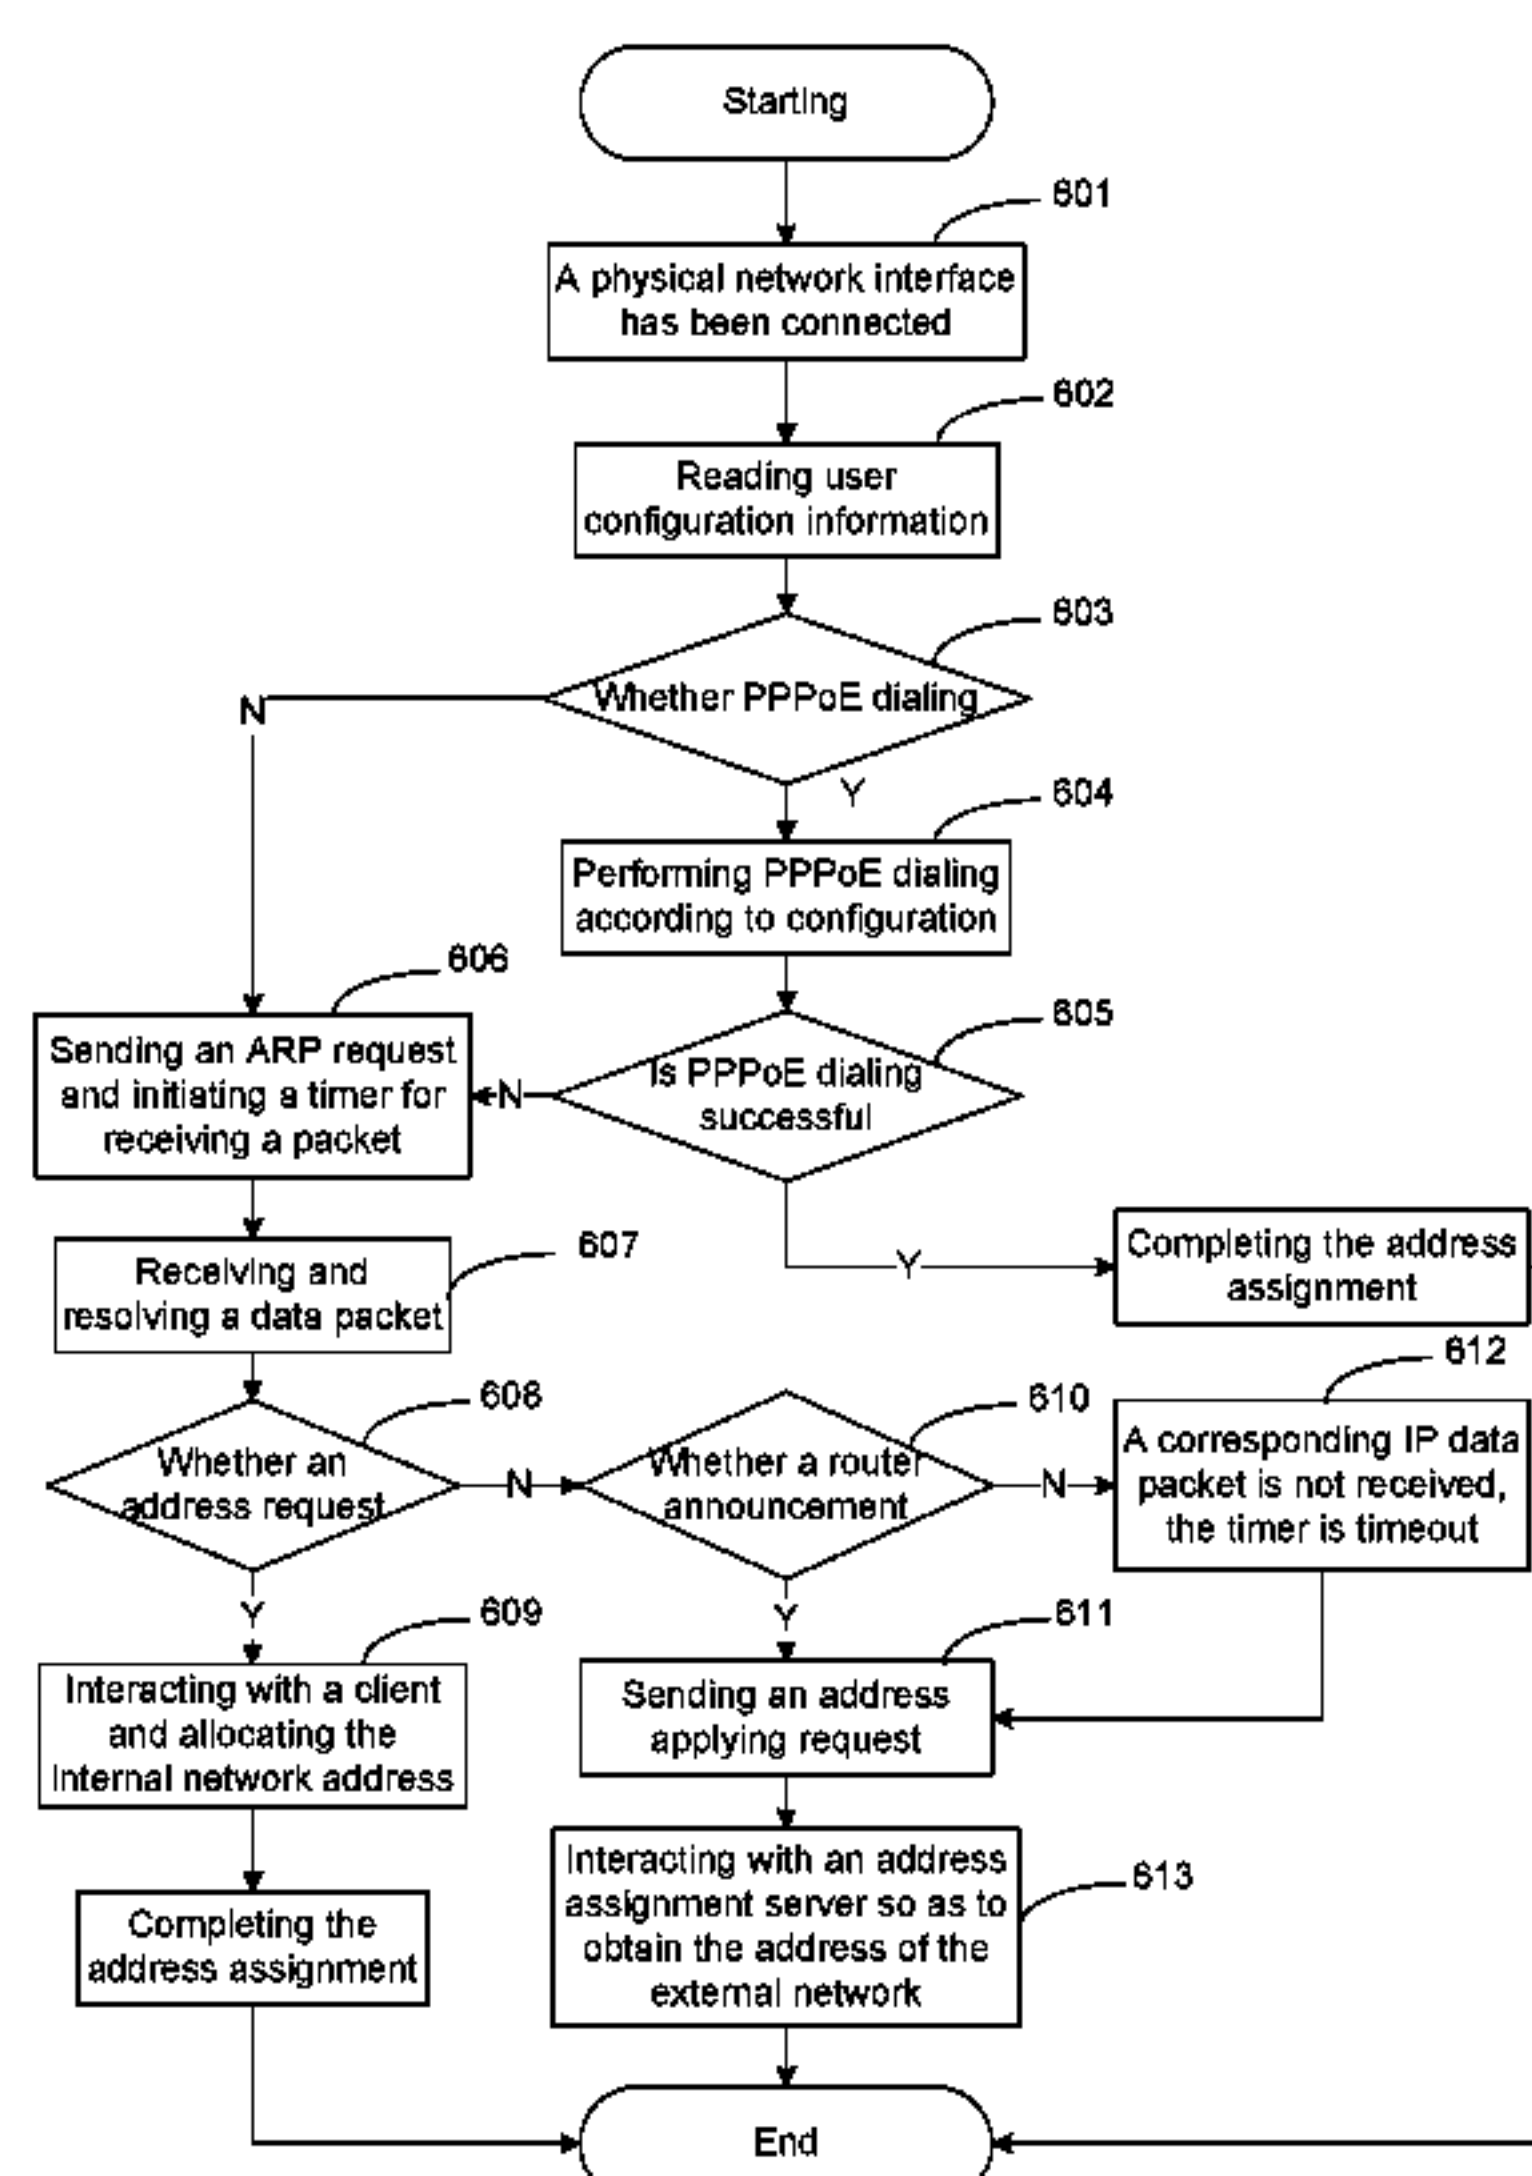 Starting
601
A physical network interface
has been connected
602
Reading user
configuration information
603
Whether PPPoE dialing
N
Y
604
Performing PPPoE dialing
according to configuration
606
605
Sending an ARP request
and initiating a timer for
receiving a packet
N
Is PPPoE dialing
successful
607
Receiving and
resolving a data packet
Y
Completing the address
assignment
612
608
610
Whether an
address request
N
Whether a router
announcement
N
A corresponding IP data
packet is not received,
the timer is timeout
Y
609
Y
611
Interacting with a client
and allocating the
internal network address
Sending an address
applying request
Interacting with an address
assignment server so as to
obtain the address of the
external network
613
Completing the
address assignment
End